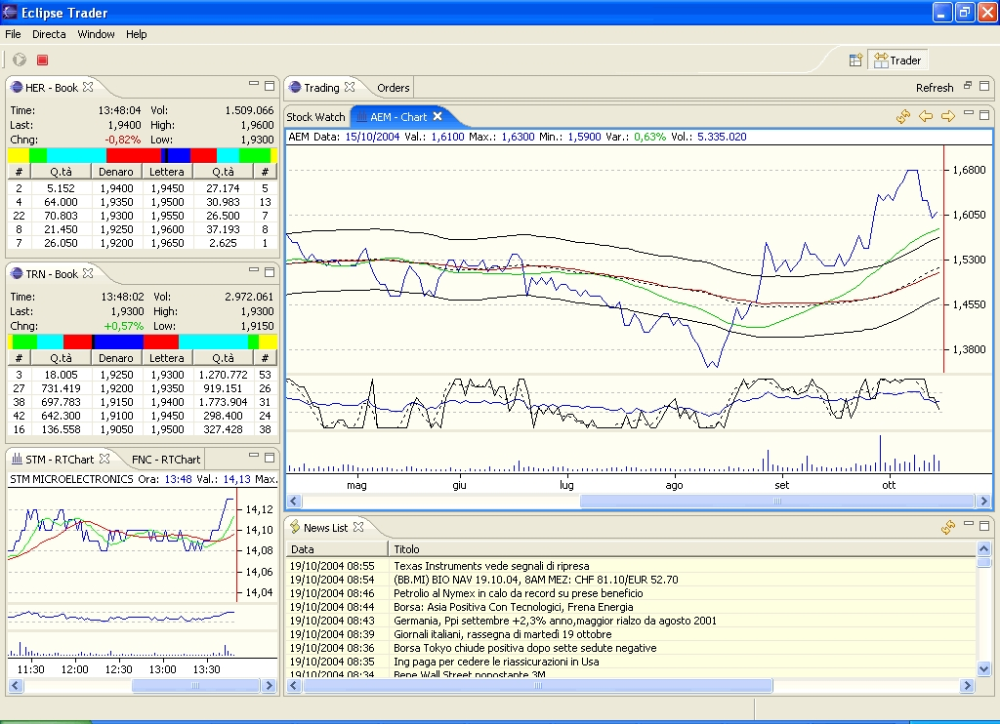 Eclipse Trader
File Directa Window Help
Trader
HER - Book
Time: 13:48:04 Vol: 1.509.066
Last: 1,9400 High: 1,9600
Chng: -0,82% Low: 1,9300
# Q.tà Denaro Lettera Q.tà #
2 5.152 1,9400 1,9450 27.174 5
4 64.000 1,9350 1,9500 30.983 13
22 70.803 1,9300 1,9550 26.500 7
8 21.450 1,9250 1,9600 37.193 8
7 26.050 1,9200 1,9650 2.625 1
TRN - Book
Time: 13:48:02 Vol: 2.972.061
Last: 1,9300 High: 1,9300
Chng: +0,57% Low: 1,9150
# Q.tà Denaro Lettera Q.tà #
3 18.005 1,9250 1,9300 1.270.772 53
27 731.419 1,9200 1,9350 919.151 26
38 697.783 1,9150 1,9400 1.773.904 31
42 642.300 1,9100 1,9450 298.400 24
16 136.558 1,9050 1,9500 327.428 38
STM - RTChart FNC - RTChart
STM MICROELECTRONICS Ora: 13:48 Val.: 14,13 Max.
14,12
14,10
14,08
14,06
14,04
11:30 12:00 12:30 13:00 13:30
Trading Orders Refresh
Stock Watch AEM - Chart
AEM Data: 15/10/2004 Val.: 1,6100 Max.: 1,6300 Min.: 1,5900 Var.: 0,63% Vol.: 5.335.020
1,6800
1,6050
1,5300
1,4550
1,3800
mag giu lug ago set ott
News List
Data Titolo
19/10/2004 08:55 Texas Instruments vede segnali di ripresa
19/10/2004 08:54 (BB.MI) BIO NAV 19.10.04, 8AM MEZ: CHF 81.10/EUR 52.70
19/10/2004 08:46 Petrolio al Nymex in calo da record su prese beneficio
19/10/2004 08:44 Borsa: Asia Positiva Con Tecnologici, Frena Energia
19/10/2004 08:43 Germania, Ppi settembre +2,3% anno,maggior rialzo da agosto 2001
19/10/2004 08:39 Giornali italiani, rassegna di martedì 19 ottobre
19/10/2004 08:36 Borsa Tokyo chiude positiva dopo sette sedute negative
19/10/2004 08:35 Ing paga per cedere le riassicurazioni in Usa
19/10/2004 08:34 Bene Wall Street nonostante 3M